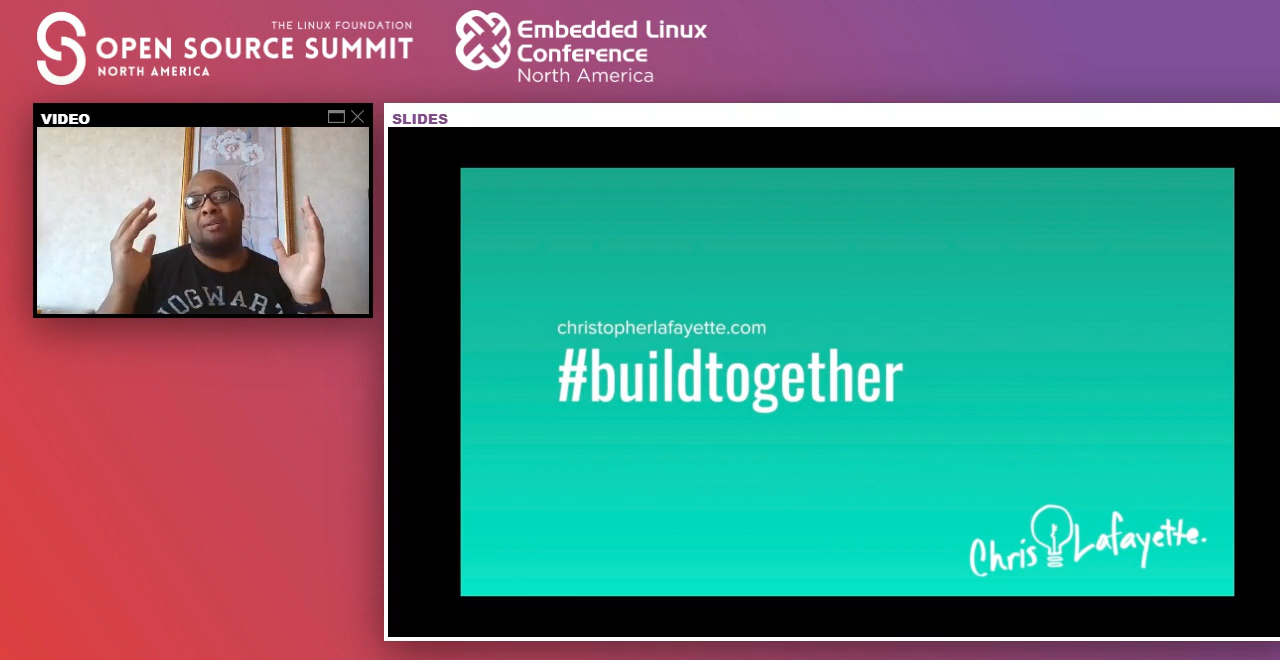 THE LINUX FOUNDATION
OPEN SOURCE SUMMIT
NORTH AMERICA
Embedded Linux
Conference
North America
VIDEO
SLIDES
HOGWAR
christopherlafayette.com
#buildtogether
Chris Lafayette.